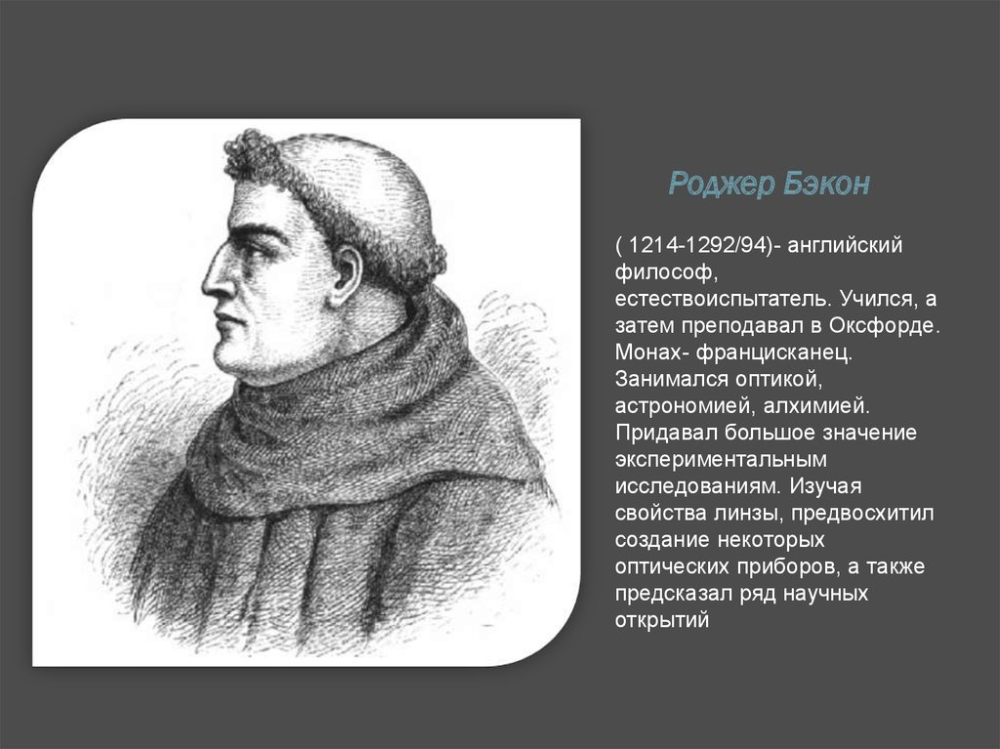 Роджер Бэкон
( 1214-1292/94)- английский
философ,
естествоиспытатель. Учился, а
затем преподавал в Оксфорде.
Монах- францисканец.
Занимался оптикой,
астрономией, алхимией.
Придавал большое значение
экспериментальным
исследованиям. Изучая
свойства линзы, предвосхитил
создание некоторых
оптических приборов, а также
предсказал ряд научных
открытий